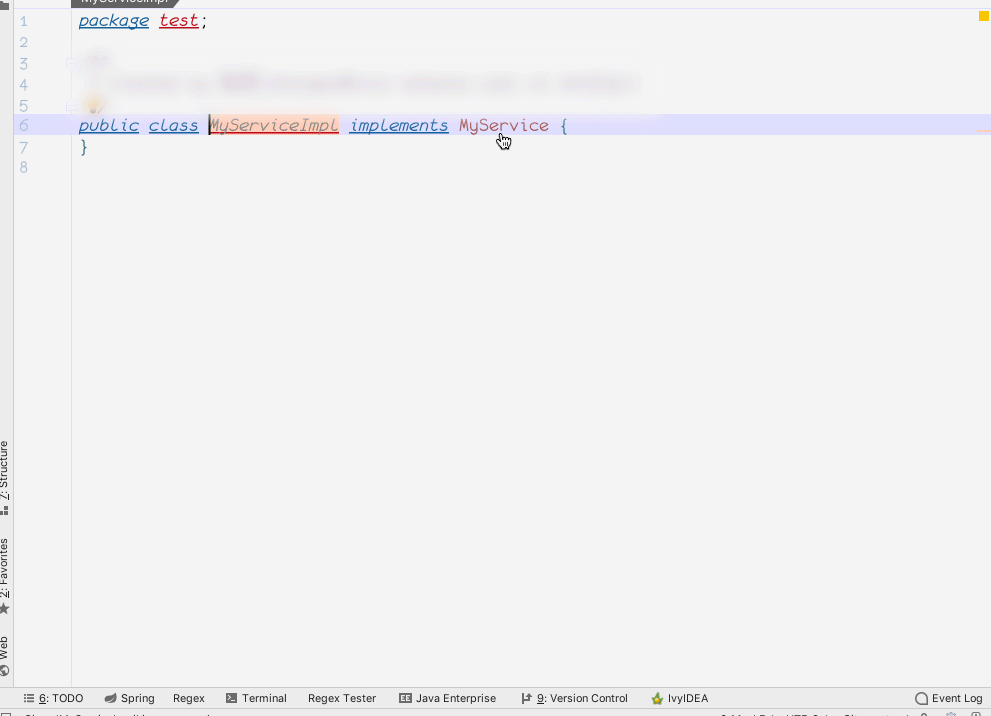 MyServiceImpl
1 package test;
2
3
4
5
6 public class MyServiceImpl implements MyService {
7 }
8
7: Structure
2: Favorites
Web
6: TODO Spring Regex Terminal Regex Tester Java Enterprise 9: Version Control IvyIDEA Event Log